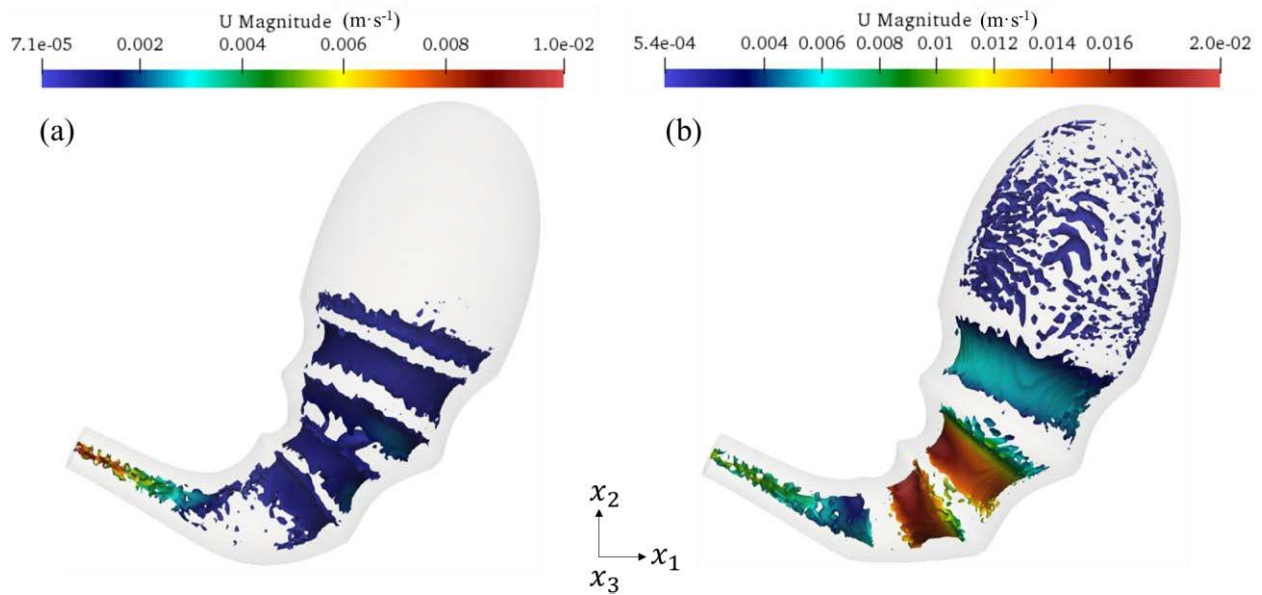 U Magnitude (m·s⁻¹)
7.1e-05 0.002 0.004 0.006 0.008 1.0e-02
(a)
U Magnitude (m·s⁻¹)
5.4e-04 0.004 0.006 0.008 0.01 0.012 0.014 0.016 2.0e-02
(b)
x₂
x₁
x₃